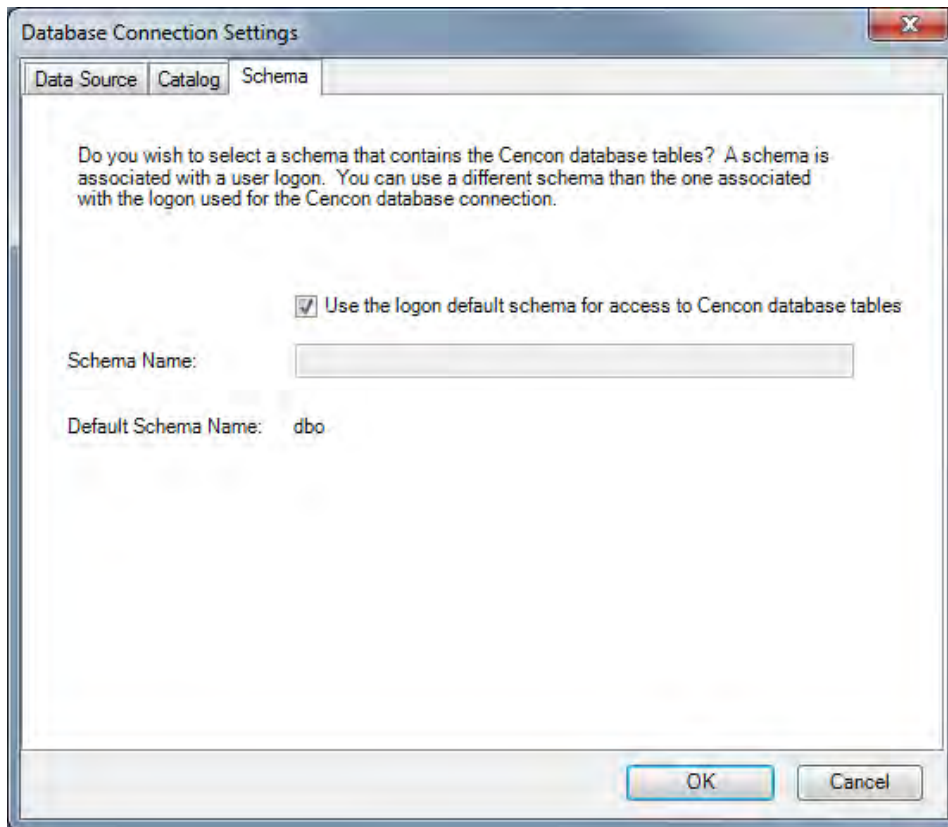 Database Connection Settings
Data Source Catalog Schema
Do you wish to select a schema that contains the Cencon database tables? A schema is
associated with a user logon. You can use a different schema than the one associated
with the logon used for the Cencon database connection.
Use the logon default schema for access to Cencon database tables
Schema Name:
Default Schema Name: dbo
OK Cancel